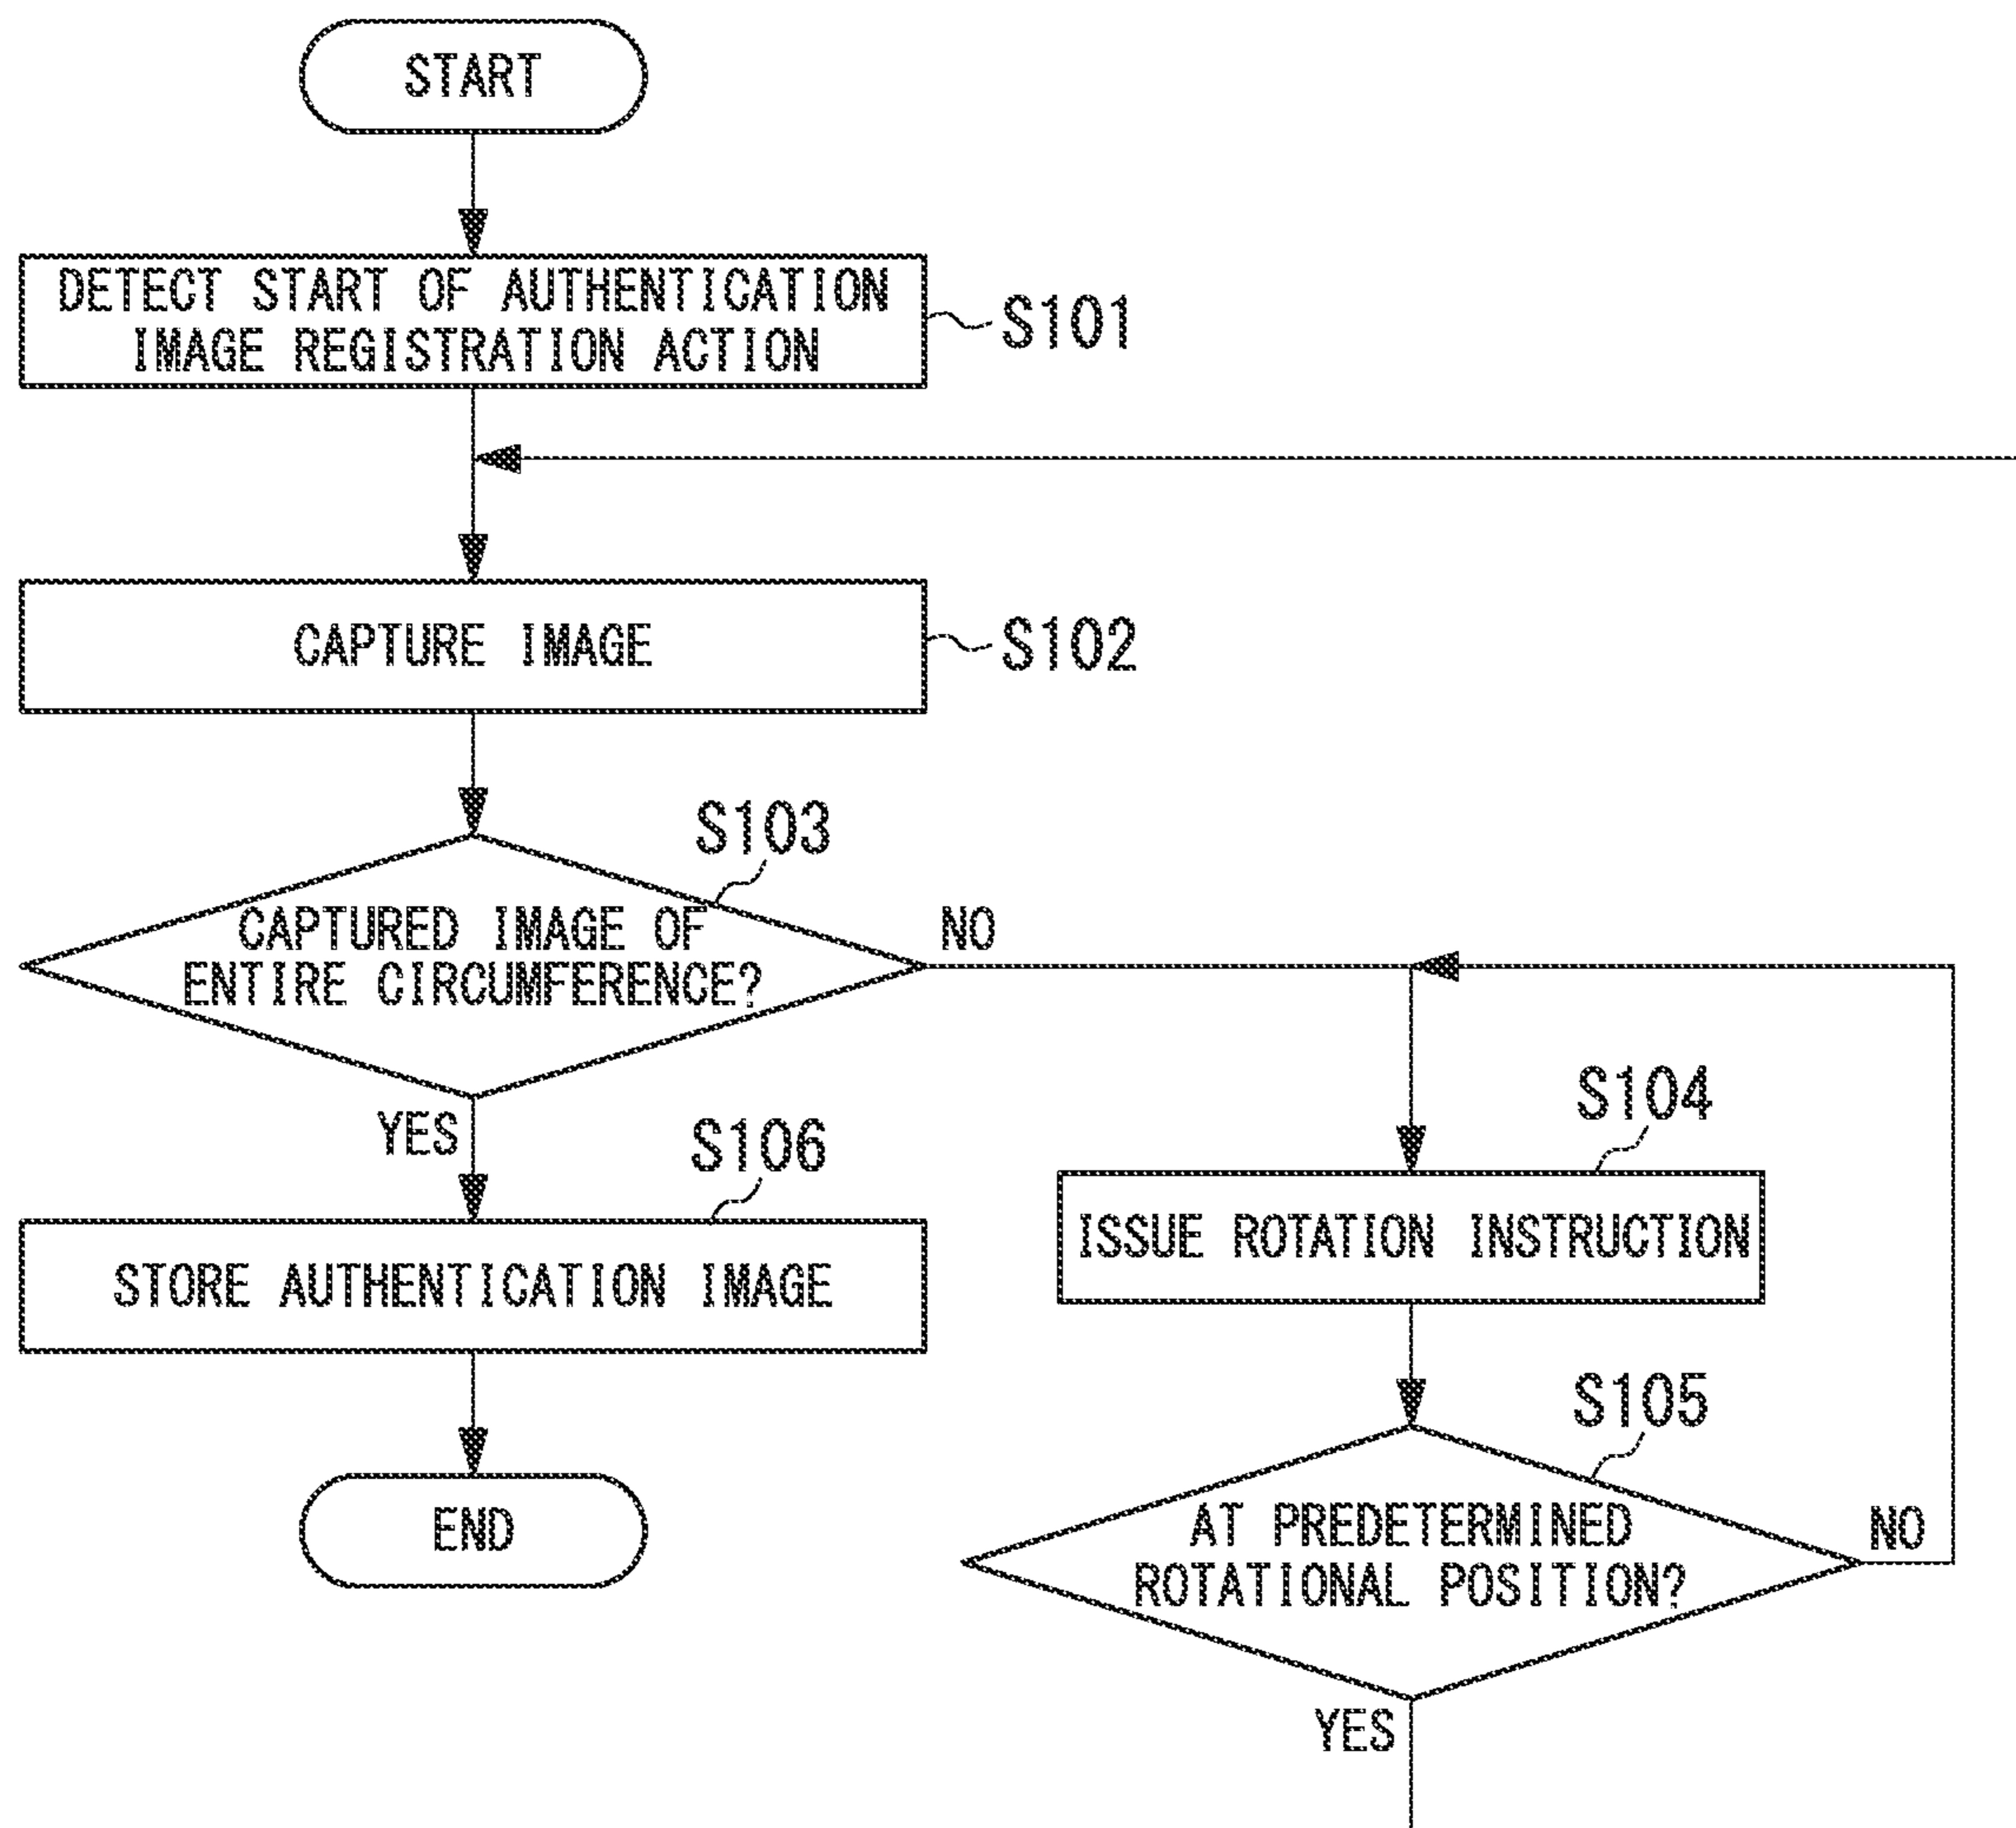 START
DETECT START OF AUTHENTICATION
IMAGE REGISTRATION ACTION
S101
CAPTURE IMAGE
S102
S103
CAPTURED IMAGE OF
ENTIRE CIRCUMFERENCE?
NO
YES
S106
STORE AUTHENTICATION IMAGE
END
S104
ISSUE ROTATION INSTRUCTION
S105
AT PREDETERMINED
ROTATIONAL POSITION?
NO
YES